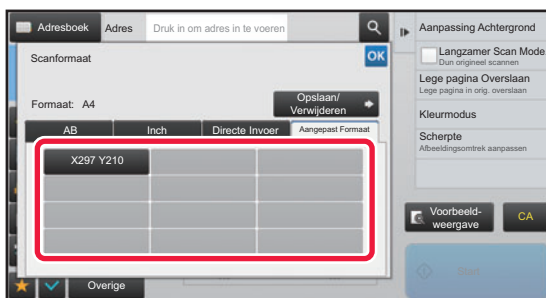 Adresboek
Adres
Druk in om adres in te voeren
Scanformaat
OK
Formaat: A4
Opslaan/
Verwijderen
AB
Inch
Directe Invoer
Aangepast Formaat
X297 Y210
Overige
Aanpassing Achtergrond
Langzamer Scan Mode
Dun origineel scannen
Lege pagina Overslaan
Lege pagina in orig. overslaan
Kleurmodus
Scherpte
Afbeeldingsomtrek aanpassen
Voorbeeld-
weergave
CA
Start